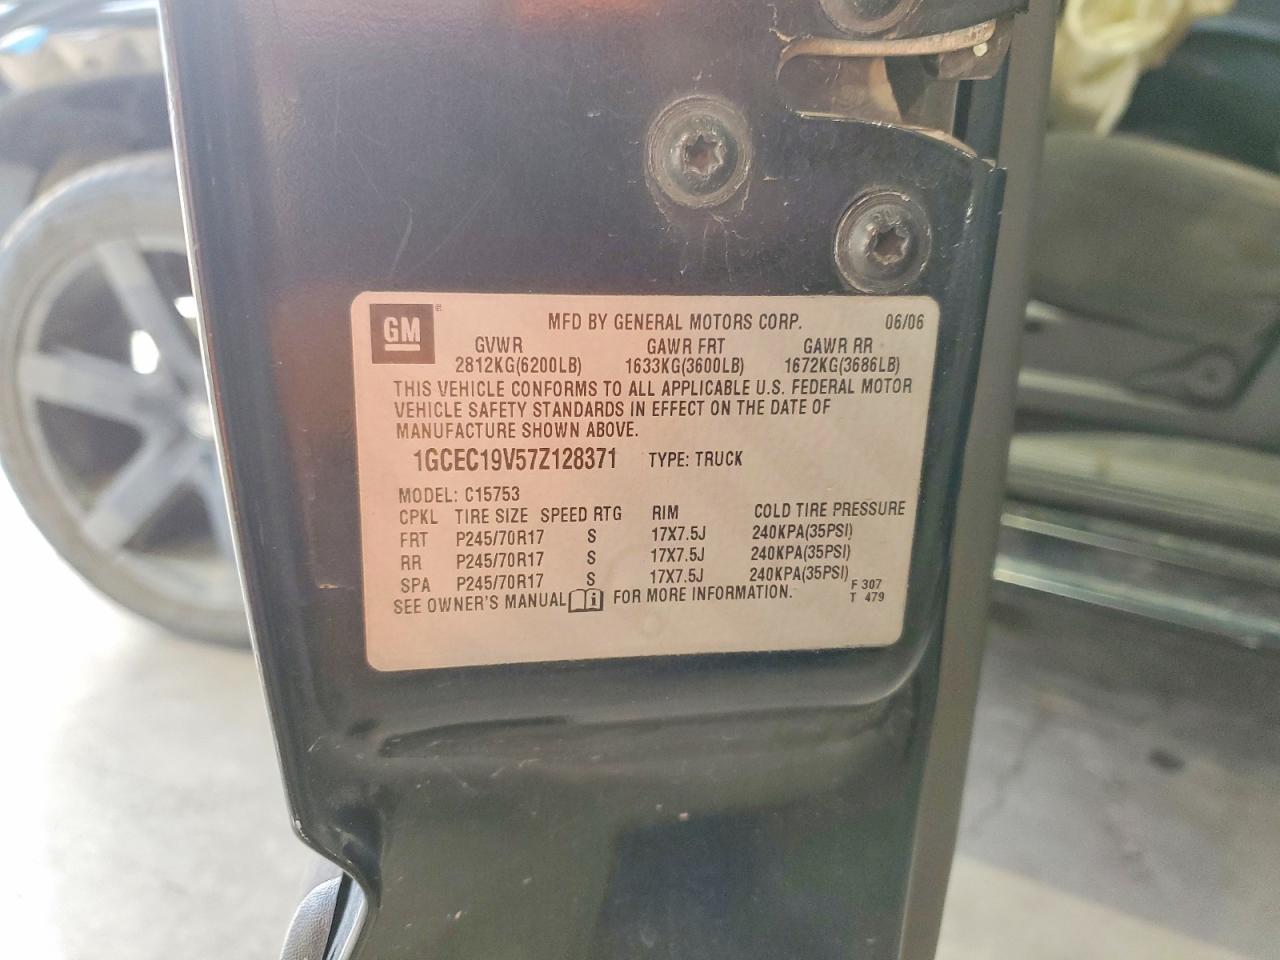 GM
MFD BY GENERAL MOTORS CORP. 06/06
GVWR GAWR FRT GAWR RR
2812KG(6200LB) 1633KG(3600LB) 1672KG(3686LB)
THIS VEHICLE CONFORMS TO ALL APPLICABLE U.S. FEDERAL MOTOR
VEHICLE SAFETY STANDARDS IN EFFECT ON THE DATE OF
MANUFACTURE SHOWN ABOVE.
1GCEC19V57Z128371 TYPE: TRUCK
MODEL: C15753
CPKL TIRE SIZE SPEED RTG RIM COLD TIRE PRESSURE
FRT P245/70R17 S 17X7.5J 240KPA(35PSI)
RR P245/70R17 S 17X7.5J 240KPA(35PSI)
SPA P245/70R17 S 17X7.5J 240KPA(35PSI)
SEE OWNER'S MANUAL i FOR MORE INFORMATION.
F 307
T 479